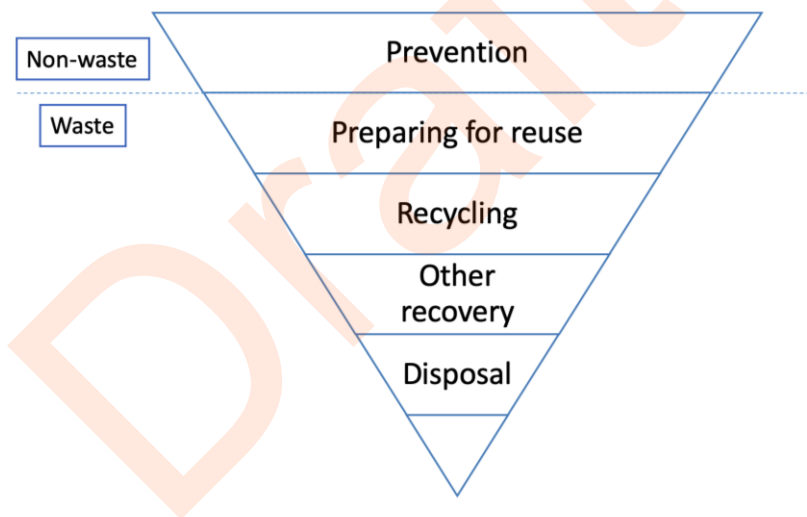 Non-waste
Prevention
Waste
Preparing for reuse
Recycling
Other
recovery
Disposal
Draft